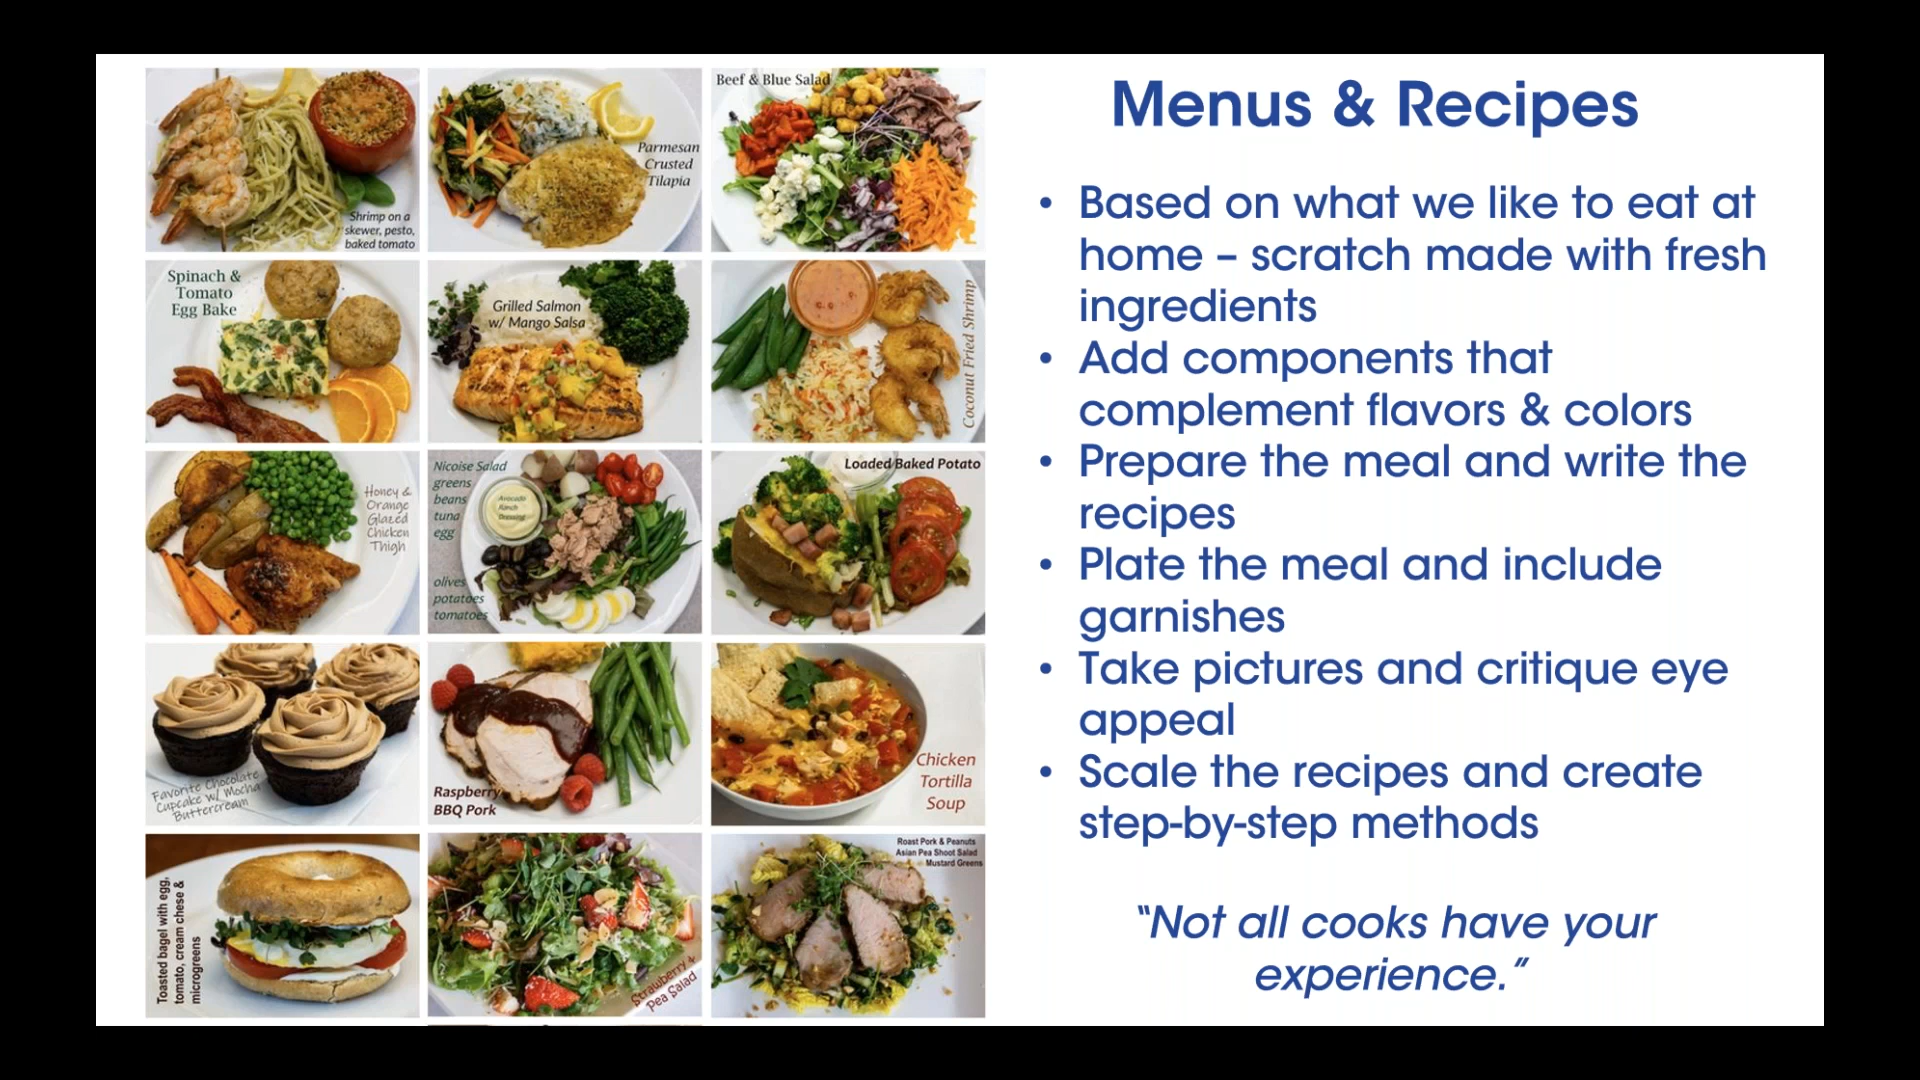 Shrimp on a
skewer, pesto,
baked tomato
Parmesan
Crusted
Tilapia
Beef & Blue Salad
Spinach &
Tomato
Egg Bake
Grilled Salmon
w/ Mango Salsa
Coconut Fried Shrimp
Honey &
Orange
Glazed
Chicken
Thigh
Nicoise Salad
greens
beans
tuna
egg
olives
potatoes
tomatoes
Avocado
Ranch
Dressing
Loaded Baked Potato
Favorite Chocolate
Cupcake w/ Mocha
Buttercream
Raspberry
BBQ Pork
Chicken
Tortilla
Soup
Toasted bagel with egg,
tomato, cream chese &
microgreens
Strawberry &
Pea Salad
Roast Pork & Peanuts
Asian Pea Shoot Salad
Mustard Greens
Menus & Recipes
• Based on what we like to eat at
home – scratch made with fresh
ingredients
• Add components that
complement flavors & colors
• Prepare the meal and write the
recipes
• Plate the meal and include
garnishes
• Take pictures and critique eye
appeal
• Scale the recipes and create
step-by-step methods
“Not all cooks have your
experience.”